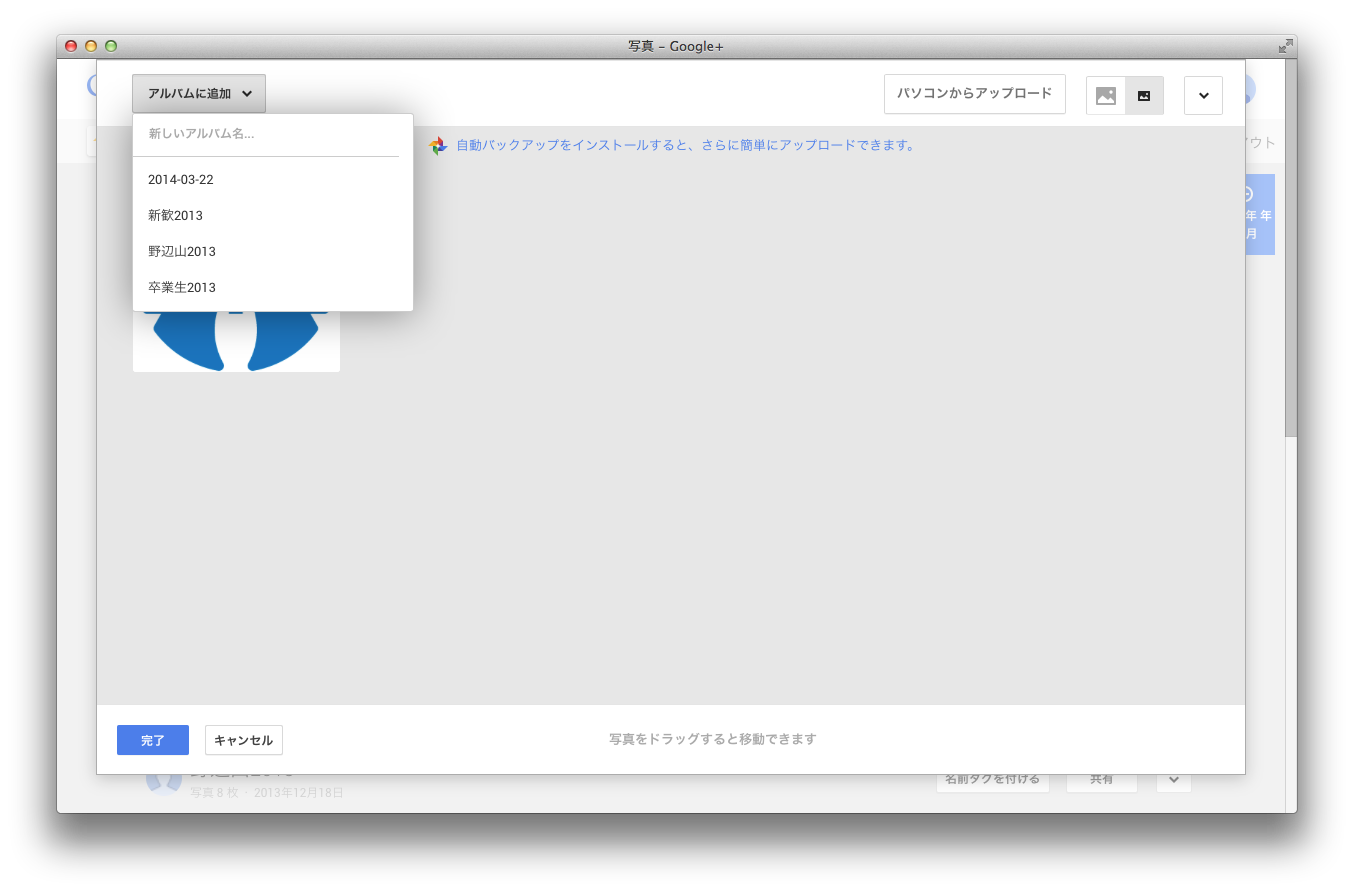 写真 – Google+
アルバムに追加
パソコンからアップロード
新しいアルバム名...
自動バックアップをインストールすると、さらに簡単にアップロードできます。
2014-03-22
新歓2013
野辺山2013
卒業生2013
ウト
年 年
月
完了
キャンセル
写真をドラッグすると移動できます
野辺山2013
写真 8 枚 - 2013年12月18日
名前タグを付ける
共有